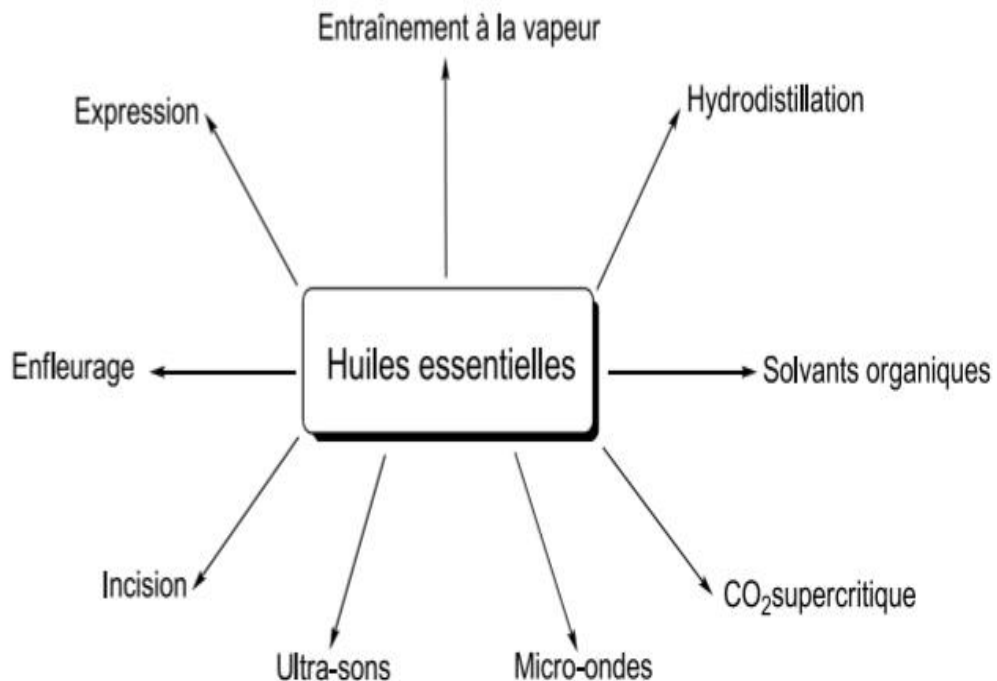 Entraînement à la vapeur
Expression
Hydrodistillation
Enfleurage
Huiles essentielles
Solvants organiques
Incision
CO₂supercritique
Ultra-sons
Micro-ondes